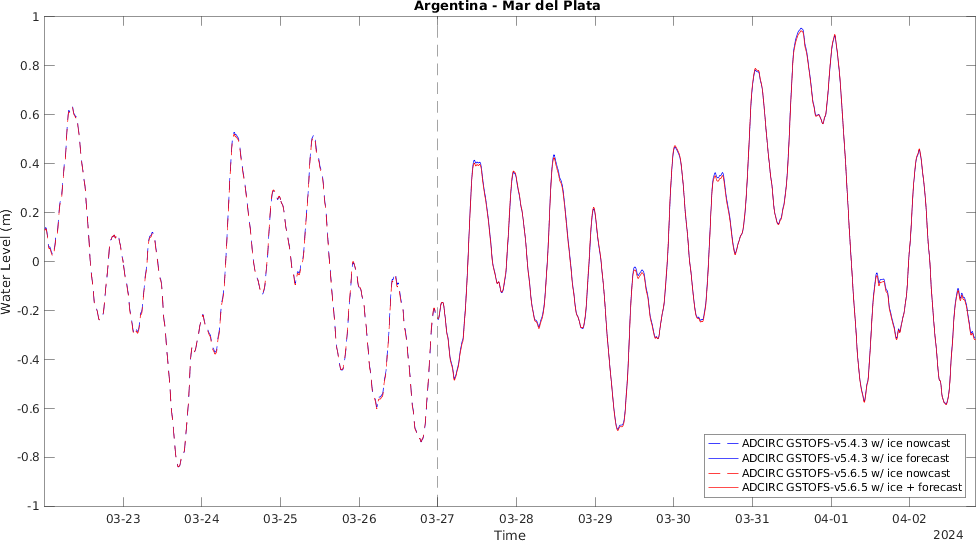 Argentina - Mar del Plata
1
0.8
0.6
0.4
0.2
0
-0.2
-0.4
-0.6
-0.8
-1
Water Level (m)
ADCIRC GSTOFS-v5.4.3 w/ ice nowcast
ADCIRC GSTOFS-v5.4.3 w/ ice forecast
ADCIRC GSTOFS-v5.6.5 w/ ice nowcast
ADCIRC GSTOFS-v5.6.5 w/ ice + forecast
03-23 03-24 03-25 03-26 03-27 03-28 03-29 03-30 03-31 04-01 04-02
Time
2024